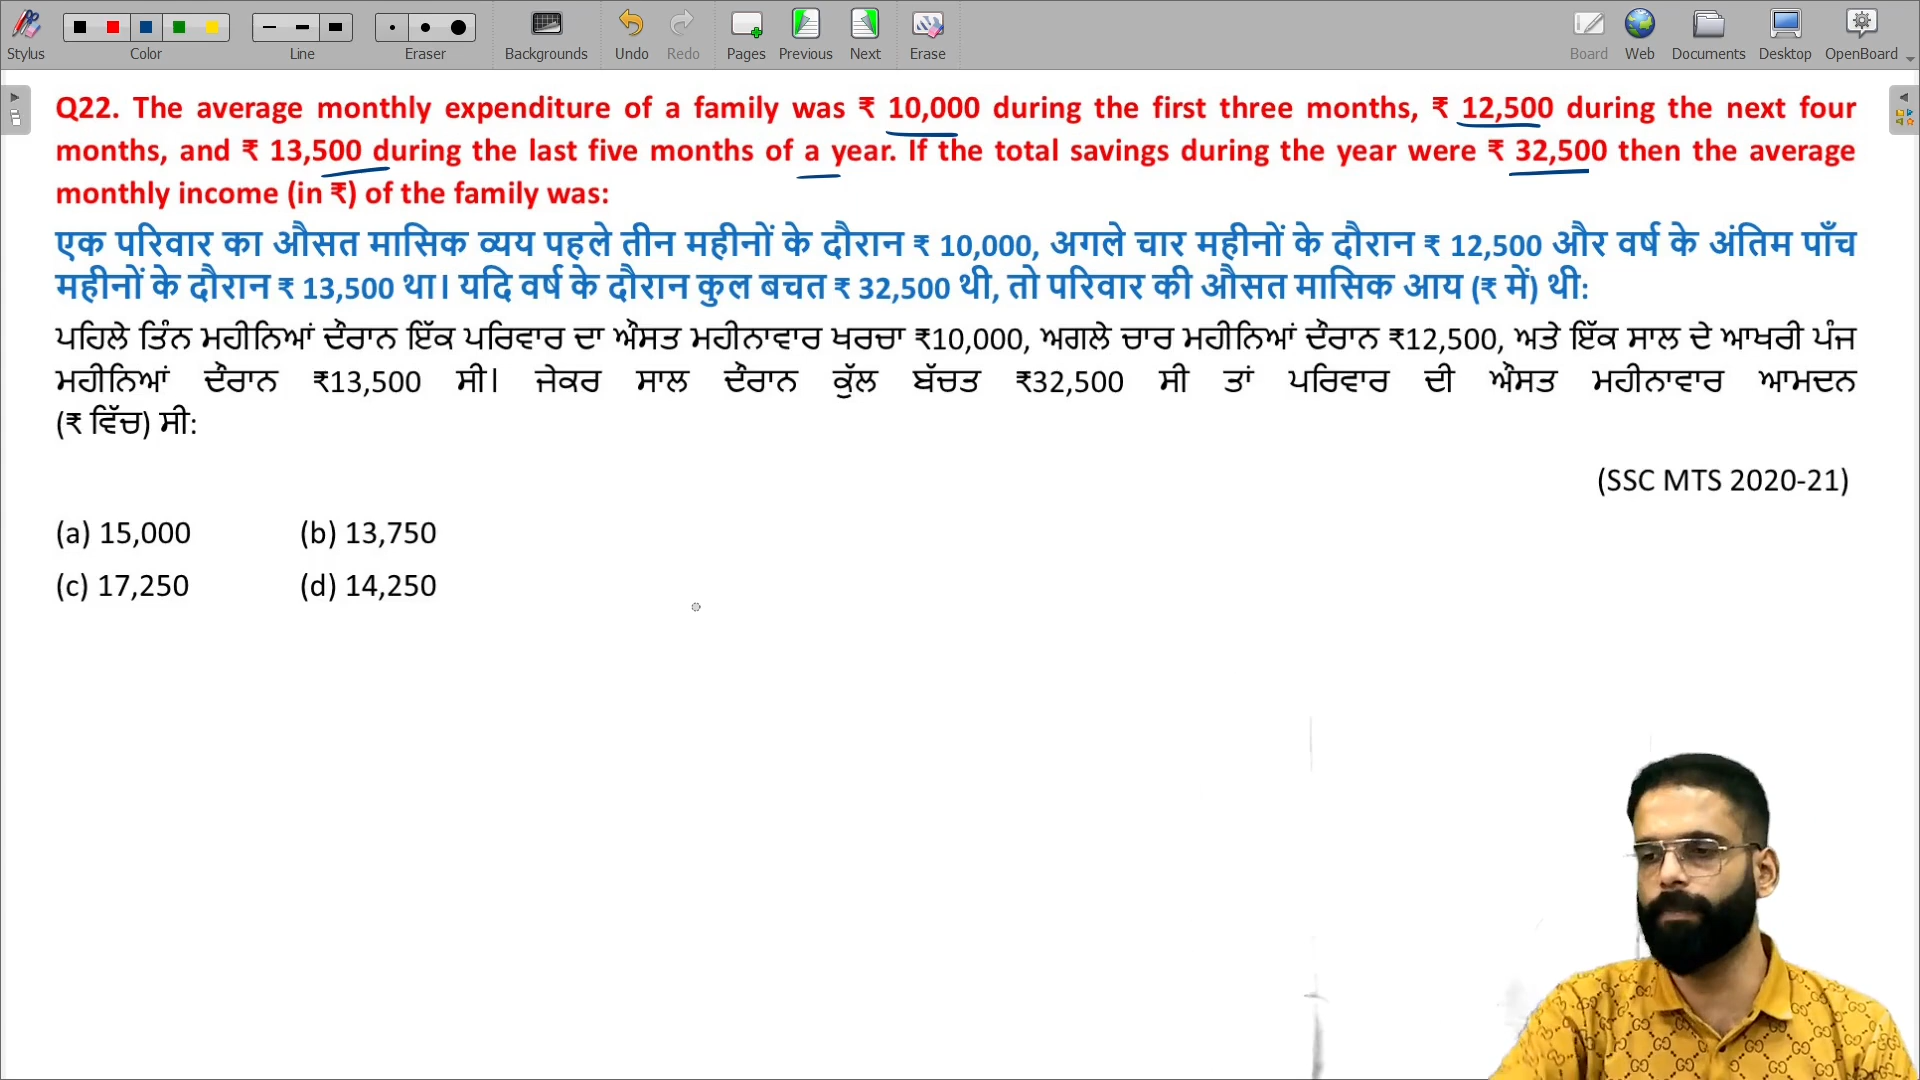 Stylus Color Line Eraser Backgrounds Undo Redo Pages Previous Next Erase Board Web Documents Desktop OpenBoard
Q22. The average monthly expenditure of a family was ₹ 10,000 during the first three months, ₹ 12,500 during the next four
months, and ₹ 13,500 during the last five months of a year. If the total savings during the year were ₹ 32,500 then the average
monthly income (in ₹) of the family was:
एक परिवार का औसत मासिक व्यय पहले तीन महीनों के दौरान ₹ 10,000, अगले चार महीनों के दौरान ₹ 12,500 और वर्ष के अंतिम पाँच
महीनों के दौरान ₹ 13,500 था। यदि वर्ष के दौरान कुल बचत ₹ 32,500 थी, तो परिवार की औसत मासिक आय (₹ में) थी:
ਪਹਿਲੇ ਤਿੰਨ ਮਹੀਨਿਆਂ ਦੌਰਾਨ ਇੱਕ ਪਰਿਵਾਰ ਦਾ ਔਸਤ ਮਹੀਨਾਵਾਰ ਖਰਚਾ ₹10,000, ਅਗਲੇ ਚਾਰ ਮਹੀਨਿਆਂ ਦੌਰਾਨ ₹12,500, ਅਤੇ ਇੱਕ ਸਾਲ ਦੇ ਆਖਰੀ ਪੰਜ
ਮਹੀਨਿਆਂ ਦੌਰਾਨ ₹13,500 ਸੀ। ਜੇਕਰ ਸਾਲ ਦੌਰਾਨ ਕੁੱਲ ਬੱਚਤ ₹32,500 ਸੀ ਤਾਂ ਪਰਿਵਾਰ ਦੀ ਔਸਤ ਮਹੀਨਾਵਾਰ ਆਮਦਨ
(₹ ਵਿੱਚ) ਸੀ:
(SSC MTS 2020-21)
(a) 15,000 (b) 13,750
(c) 17,250 (d) 14,250